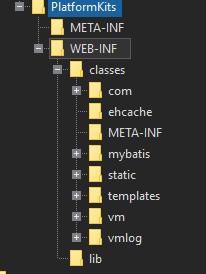 PlatformKits
META-INF
WEB-INF
classes
com
ehcache
META-INF
mybatis
static
templates
vm
vmlog
lib